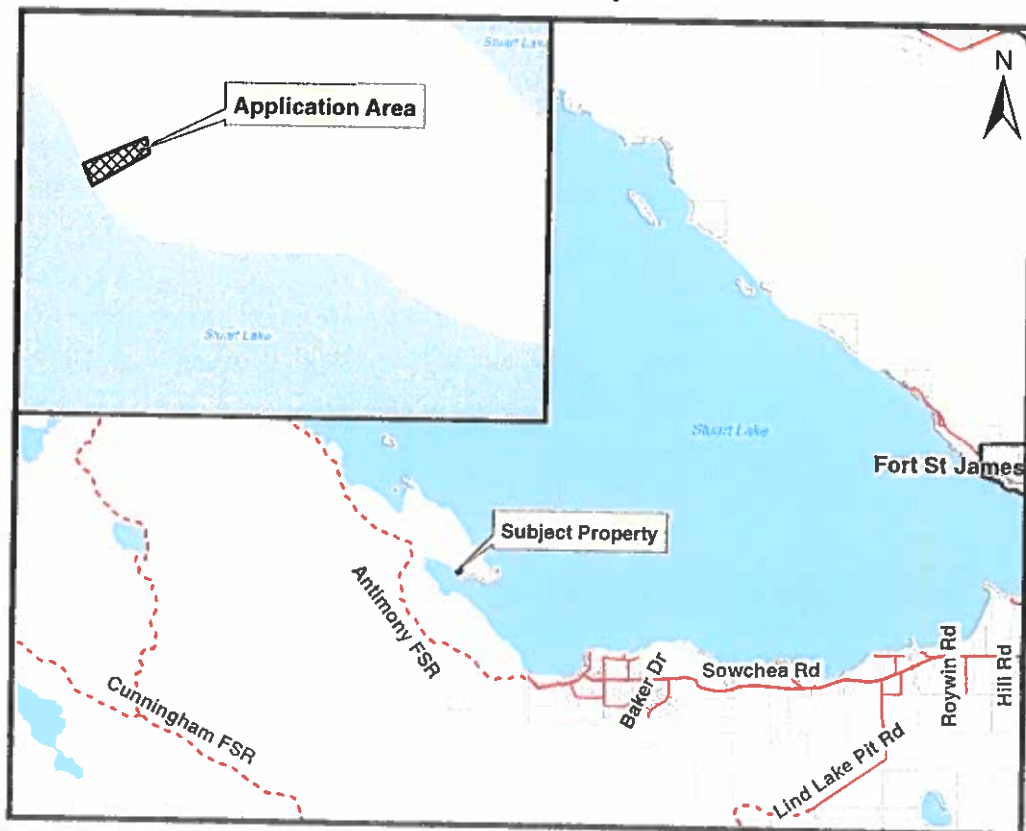 Stuart Lake
N
Application Area
Stuart Lake
Stuart Lake
Fort St James
Subject Property
Antimony FSR
Baker Dr
Sowchea Rd
Roywin Rd
Hill Rd
Cunningham FSR
Lind Lake Pit Rd